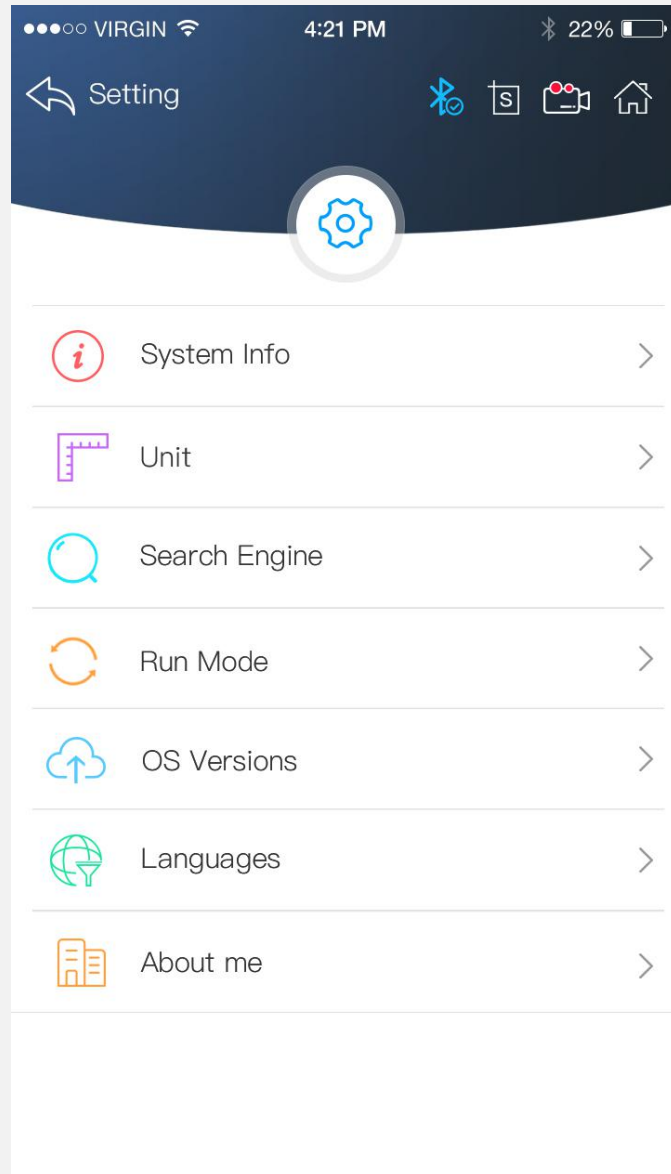 VIRGIN 4:21 PM 22%
Setting
S
System Info
Unit
Search Engine
Run Mode
OS Versions
Languages
About me